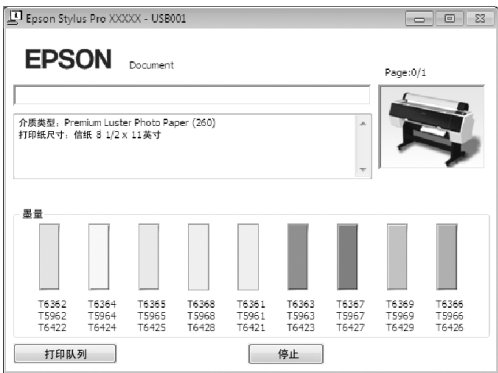 Epson Stylus Pro XXXXX - USB001
EPSON
Document
Page:0/1
介质类型：Premium Luster Photo Paper (260)
打印纸尺寸：信纸 8 1/2 x 11英寸
墨量
T6362 T6364 T6365 T6368 T6361 T6363 T6367 T6369 T6366
T5962 T5964 T5965 T5968 T5961 T5963 T5967 T5969 T5966
T6422 T6424 T6425 T6428 T6421 T6423 T6427 T6429 T6426
打印队列
停止